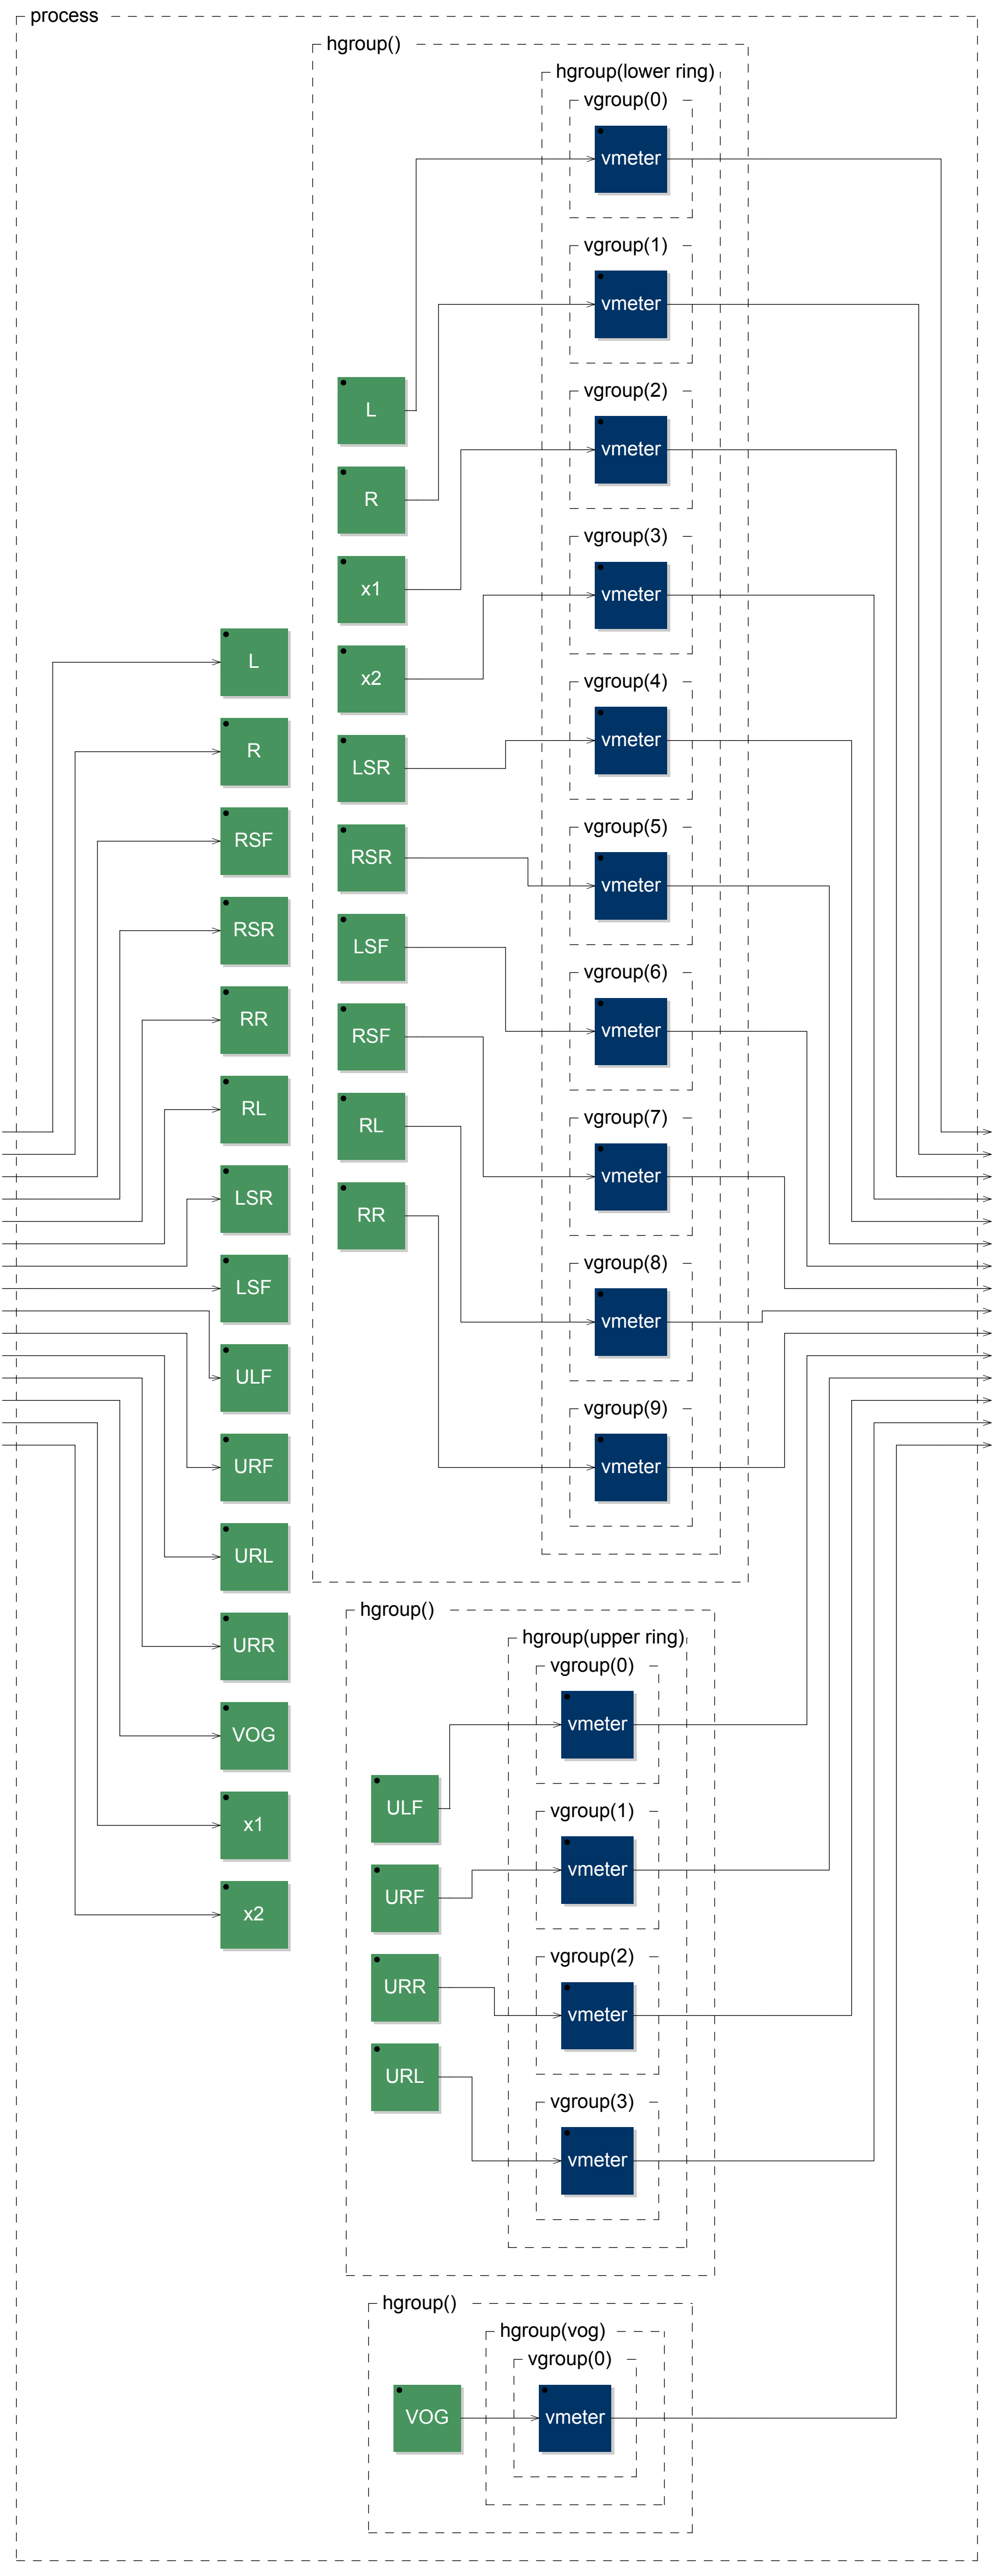 process
hgroup()
hgroup(lower ring)
vgroup(0)
vmeter
vgroup(1)
vmeter
vgroup(2)
L
vmeter
R
vgroup(3)
x1
vmeter
L
x2
vgroup(4)
R
LSR
vmeter
RSF
RSR
vgroup(5)
vmeter
RSR
LSF
vgroup(6)
RR
RSF
vmeter
RL
RL
vgroup(7)
LSR
RR
vmeter
LSF
vgroup(8)
ULF
vmeter
URF
vgroup(9)
vmeter
URL
hgroup()
URR
hgroup(upper ring)
vgroup(0)
VOG
vmeter
x1
ULF
vgroup(1)
x2
URF
vmeter
URR
vgroup(2)
vmeter
URL
vgroup(3)
vmeter
hgroup()
hgroup(vog)
vgroup(0)
VOG
vmeter